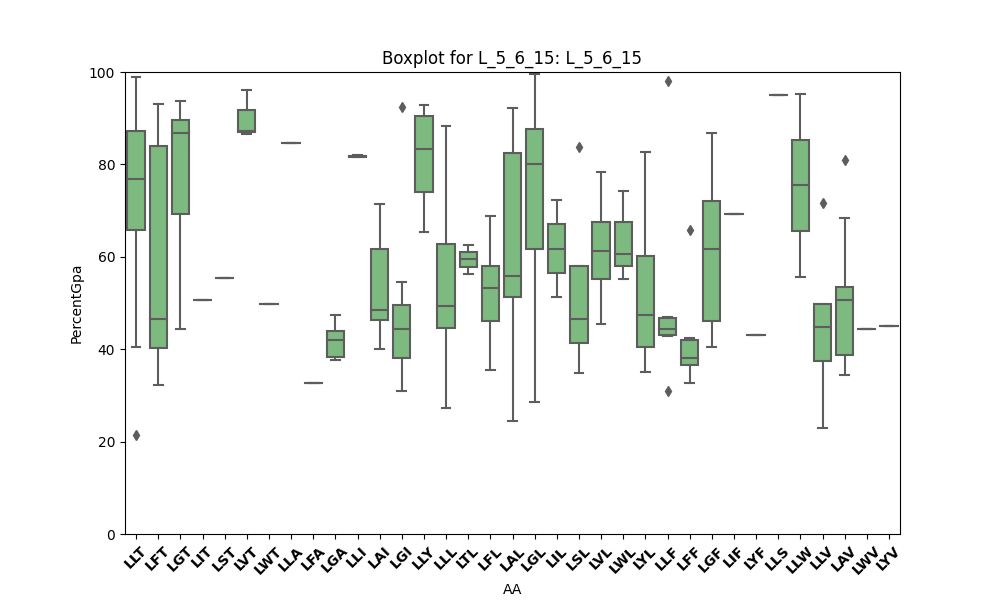 Boxplot for L_5_6_15: L_5_6_15
PercentGpa
100
80
60
40
20
0
LLT LFT LGT LIT LST LVT LWT LLA LFA LGA LLI LAI LGI LLY LLL LTL LFL LAL LGL LIL LSL LVL LWL LYL LLF LFF LGF LIF LYF LLS LLW LLV LAV LWV LYV
AA